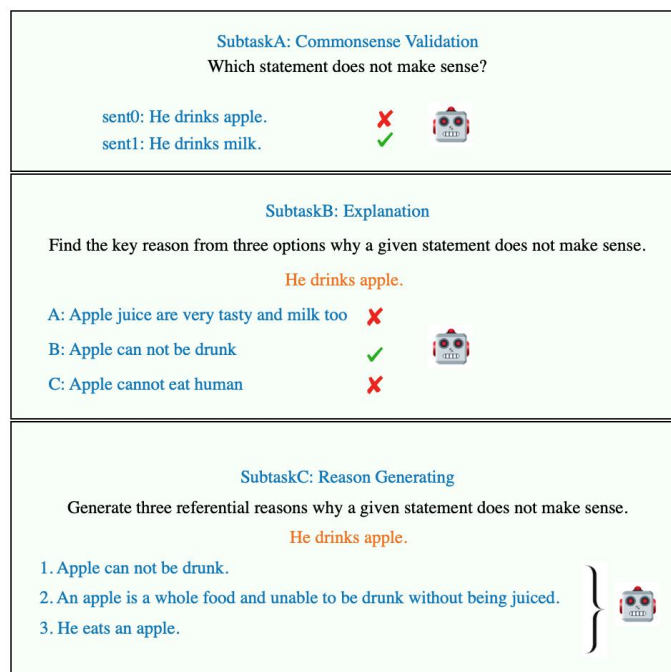 SubtaskA: Commonsense Validation
Which statement does not make sense?
sent0: He drinks apple.
sent1: He drinks milk.
SubtaskB: Explanation
Find the key reason from three options why a given statement does not make sense.
He drinks apple.
A: Apple juice are very tasty and milk too
B: Apple can not be drunk
C: Apple cannot eat human
SubtaskC: Reason Generating
Generate three referential reasons why a given statement does not make sense.
He drinks apple.
1. Apple can not be drunk.
2. An apple is a whole food and unable to be drunk without being juiced.
3. He eats an apple.